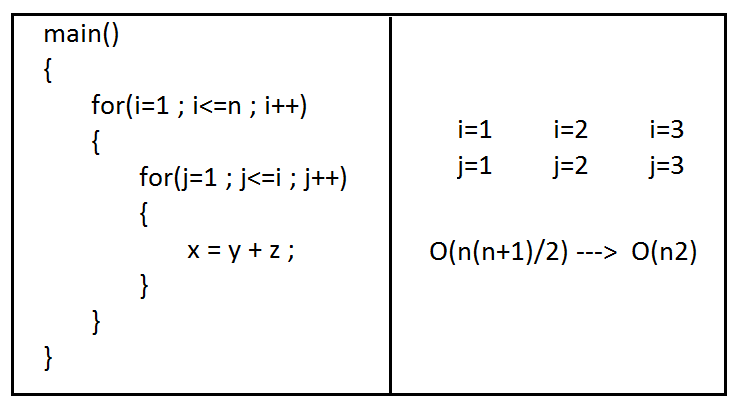 main()
{
for(i=1 ; i<=n ; i++)
{
for(j=1 ; j<=i ; j++)
{
x = y + z ;
}
}
}
i=1 i=2 i=3
j=1 j=2 j=3
O(n(n+1)/2) ---> O(n2)